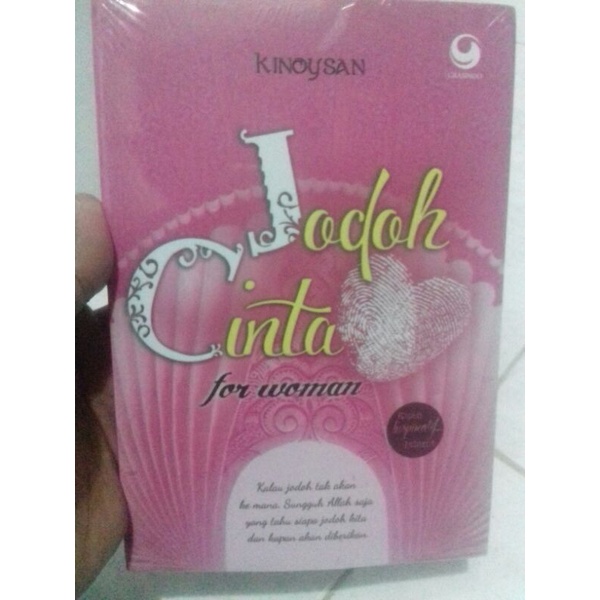 KINOYSAN
Jodoh
Cinta
for woman
Kalau jodoh tak akan
ke mana. Sungguh Allah saja
yang tahu siapa jodoh kita
dan kapan akan diberikan